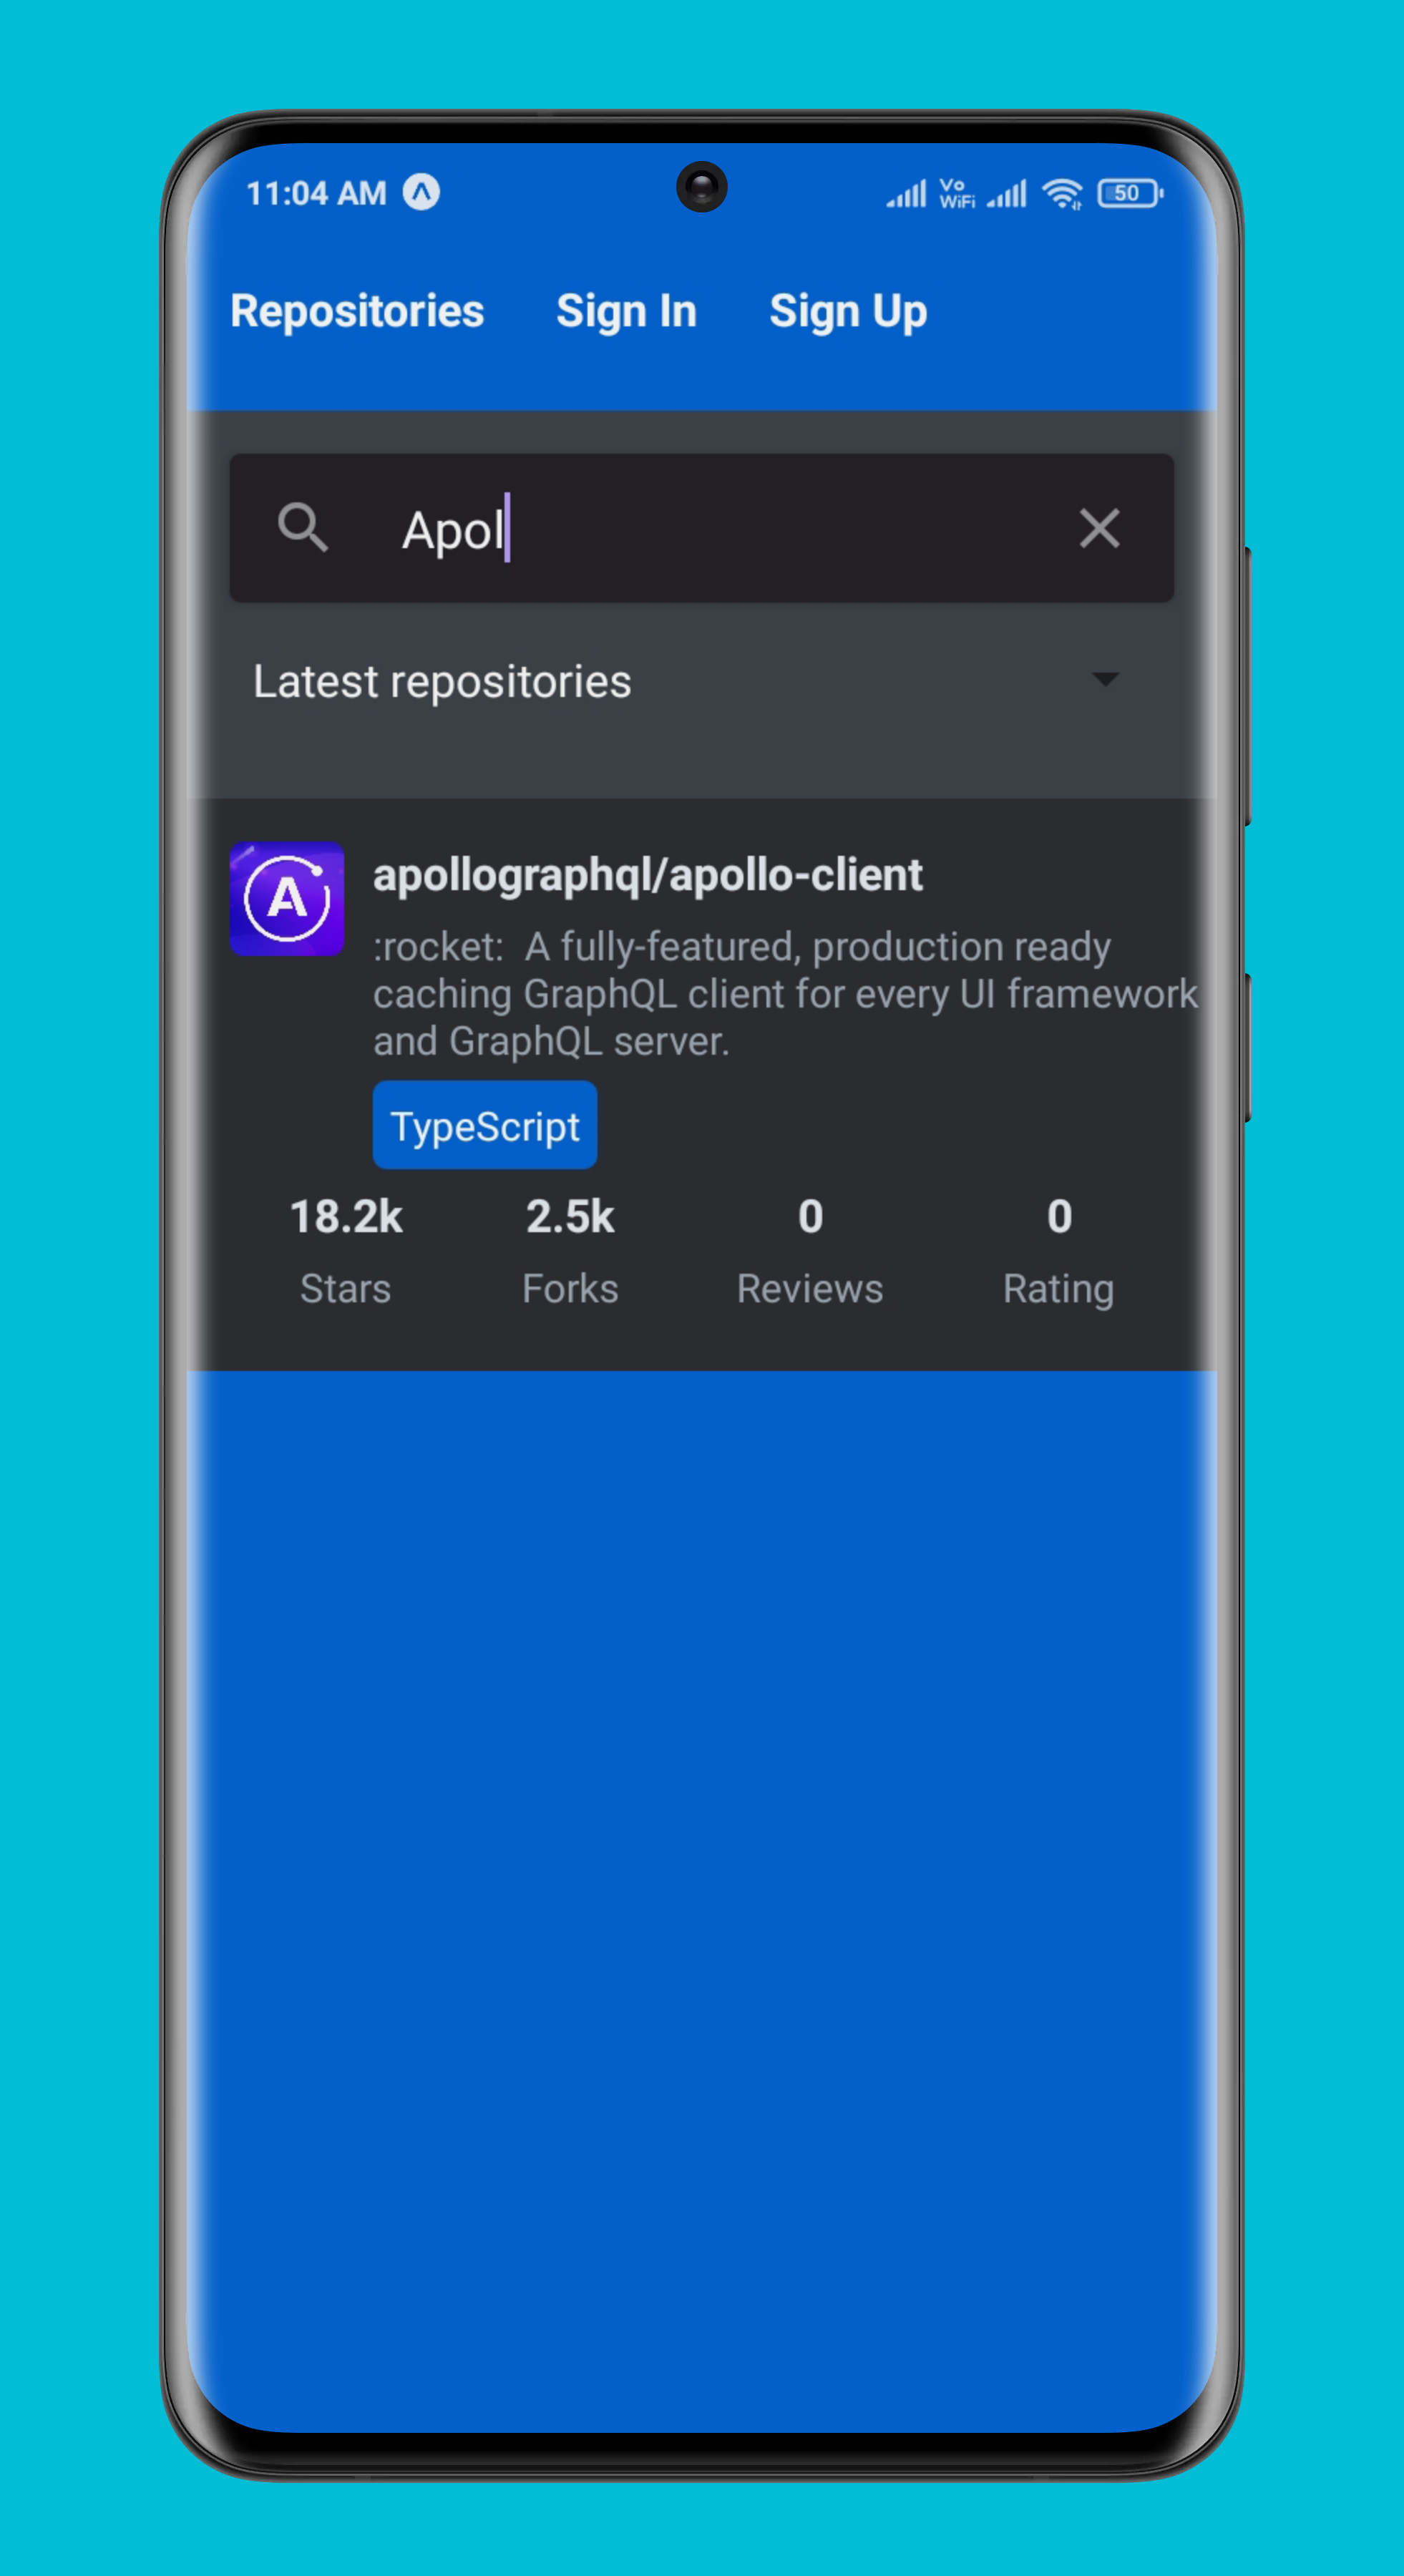 11:04 AM
Vo
WiFi
50
Repositories Sign In Sign Up
Apol
Latest repositories
A
apollographql/apollo-client
:rocket:  A fully-featured, production ready
caching GraphQL client for every UI framework
and GraphQL server.
TypeScript
18.2k 2.5k 0 0
Stars Forks Reviews Rating